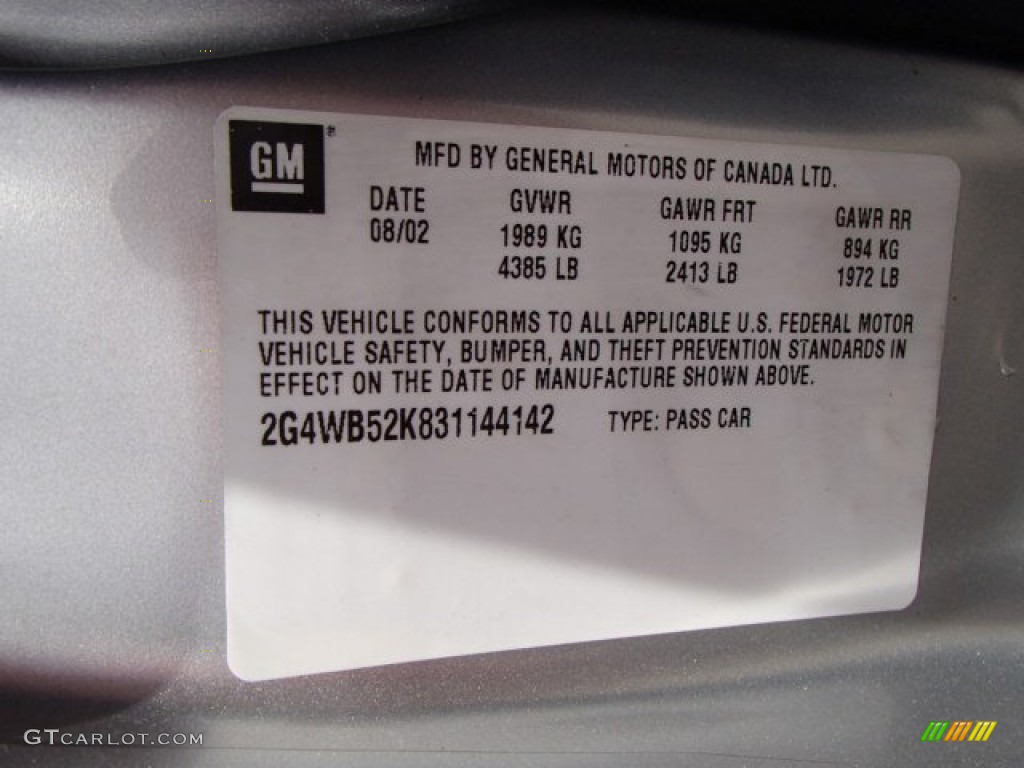 GM
MFD BY GENERAL MOTORS OF CANADA LTD.
DATE GVWR GAWR FRT GAWR RR
08/02 1989 KG 1095 KG 894 KG
4385 LB 2413 LB 1972 LB
THIS VEHICLE CONFORMS TO ALL APPLICABLE U.S. FEDERAL MOTOR
VEHICLE SAFETY, BUMPER, AND THEFT PREVENTION STANDARDS IN
EFFECT ON THE DATE OF MANUFACTURE SHOWN ABOVE.
2G4WB52K831144142 TYPE: PASS CAR
GTCARLOT.COM